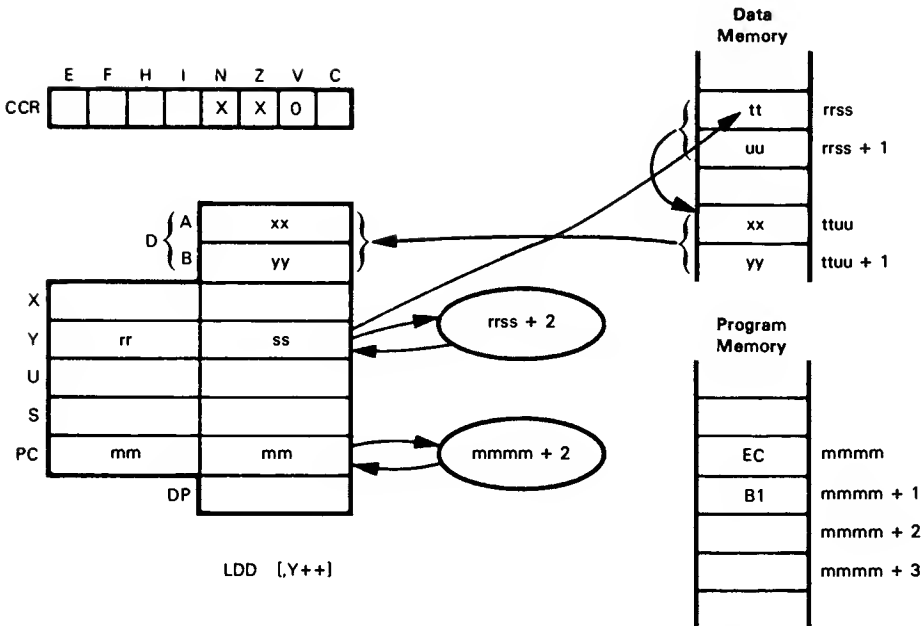 E F H I N Z V C
CCR X X 0
D A xx
B yy
X
Y rr ss
U
S
PC mm mm
DP
rrss + 2
mmmm + 2
LDD [,Y++]
Data
Memory
tt rrss
uu rrss + 1
xx ttuu
yy ttuu + 1
Program
Memory
EC mmmm
B1 mmmm + 1
mmmm + 2
mmmm + 3